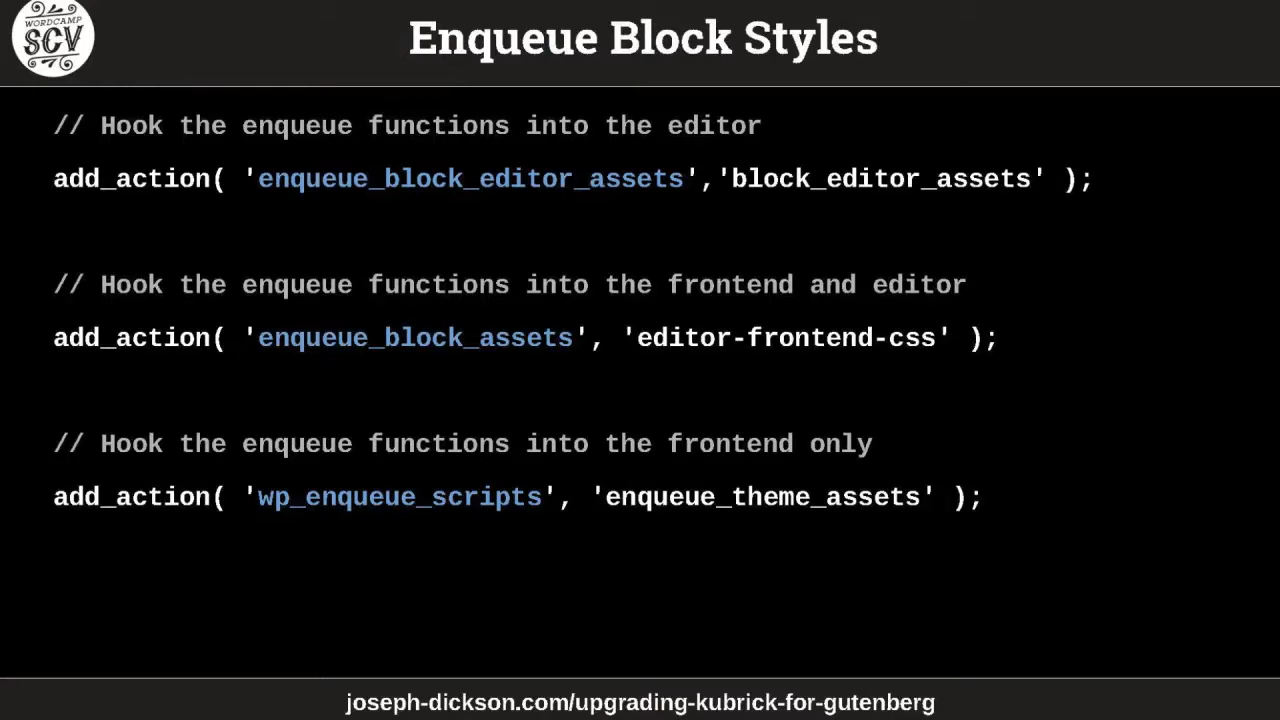 WORDCAMP
SCV
Enqueue Block Styles
// Hook the enqueue functions into the editor
add_action( 'enqueue_block_editor_assets','block_editor_assets' );
// Hook the enqueue functions into the frontend and editor
add_action( 'enqueue_block_assets', 'editor-frontend-css' );
// Hook the enqueue functions into the frontend only
add_action( 'wp_enqueue_scripts', 'enqueue_theme_assets' );
joseph-dickson.com/upgrading-kubrick-for-gutenberg